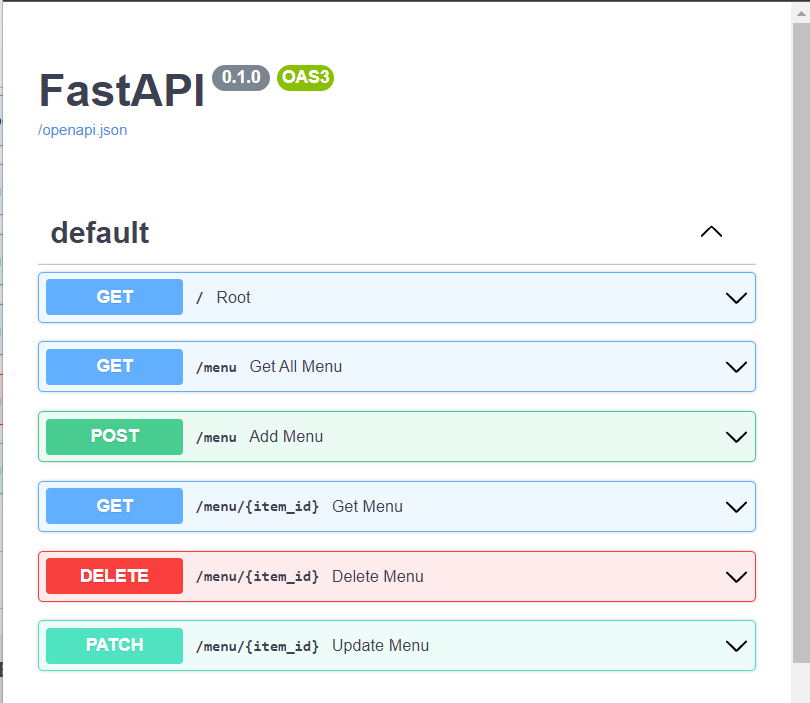 FastAPI 0.1.0 OAS3
/openapi.json
default
GET / Root
GET /menu Get All Menu
POST /menu Add Menu
GET /menu/{item_id} Get Menu
DELETE /menu/{item_id} Delete Menu
PATCH /menu/{item_id} Update Menu